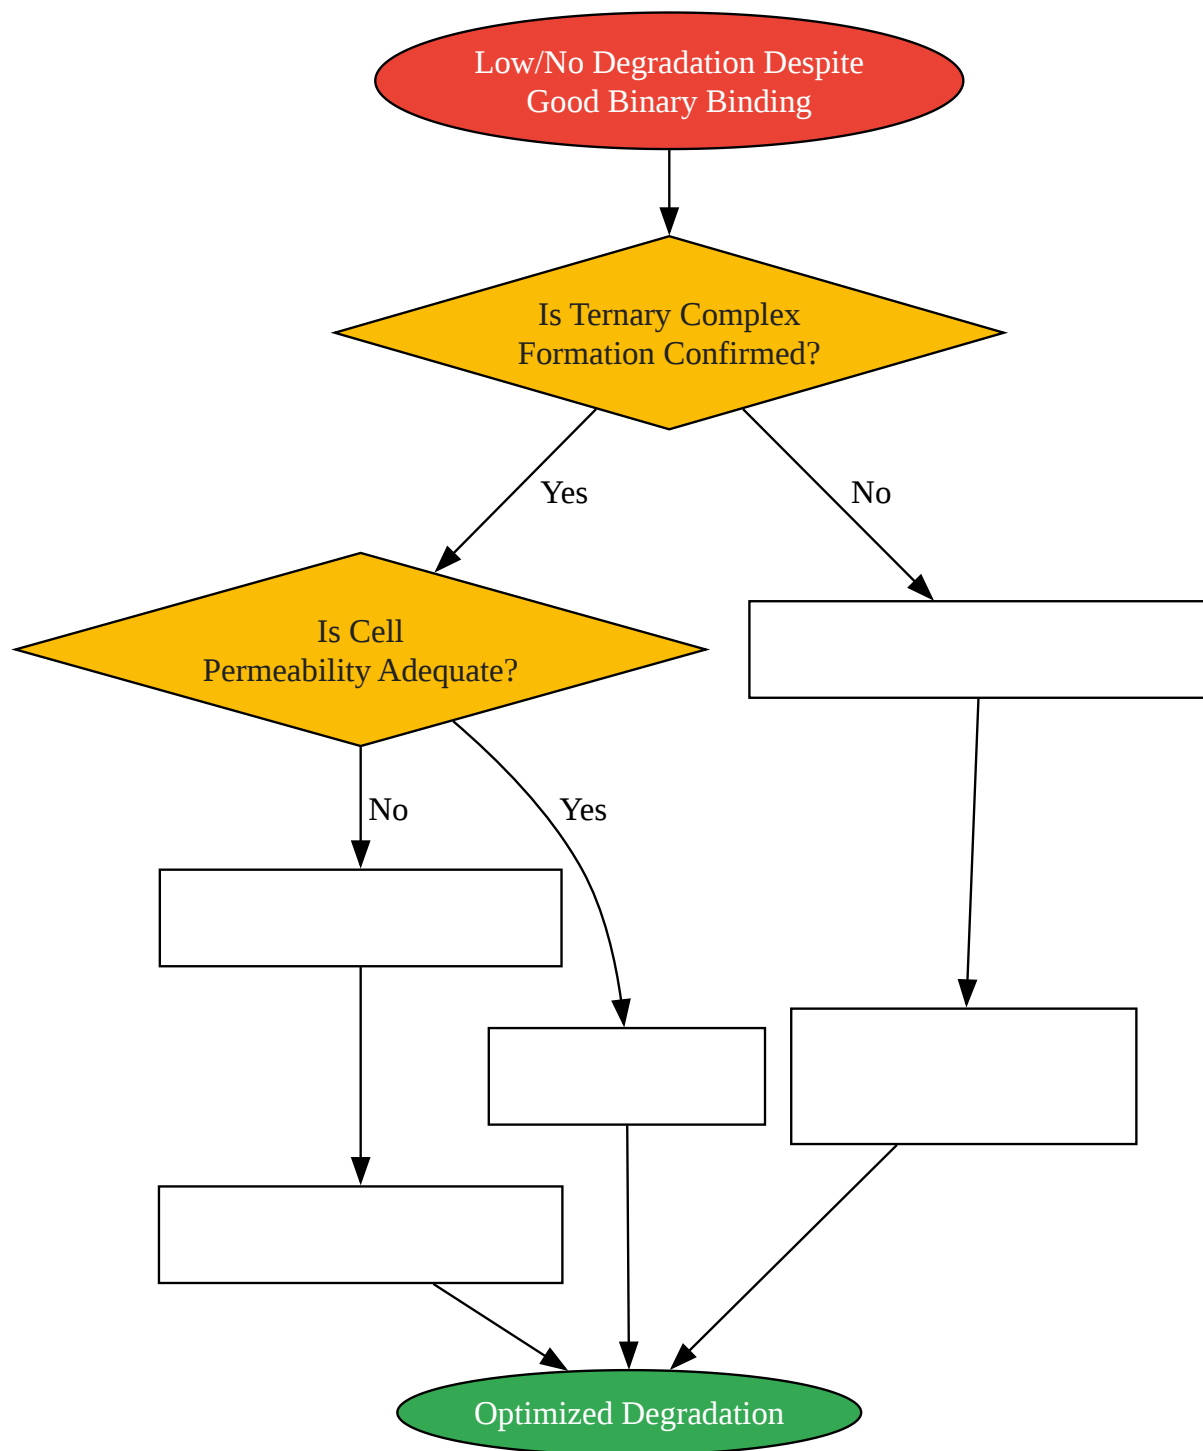 Low/No Degradation Despite
Good Binary Binding
Is Ternary Complex
Formation Confirmed?
Yes
No
Is Cell
Permeability Adequate?
No
Yes
Optimized Degradation